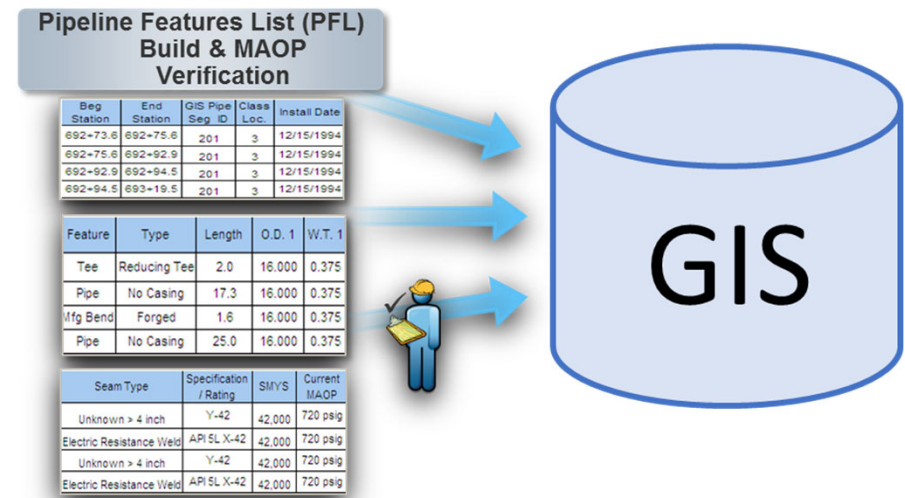 Pipeline Features List (PFL)
Build & MAOP
Verification
Beg Station End Station GIS Pipe Seg ID Class Loc. Install Date
692+73.6 692+75.6 201 3 12/15/1994
692+75.6 692+92.9 201 3 12/15/1994
692+92.9 692+94.5 201 3 12/15/1994
692+94.5 693+19.5 201 3 12/15/1994
Feature Type Length O.D. 1 W.T. 1
Tee Reducing Tee 2.0 16.000 0.375
Pipe No Casing 17.3 16.000 0.375
Mfg Bend Forged 1.6 16.000 0.375
Pipe No Casing 25.0 16.000 0.375
Seam Type Specification / Rating SMYS Current MAOP
Unknown > 4 inch Y-42 42,000 720 psig
Electric Resistance Weld API 5L X-42 42,000 720 psig
Unknown > 4 inch Y-42 42,000 720 psig
Electric Resistance Weld API 5L X-42 42,000 720 psig
GIS